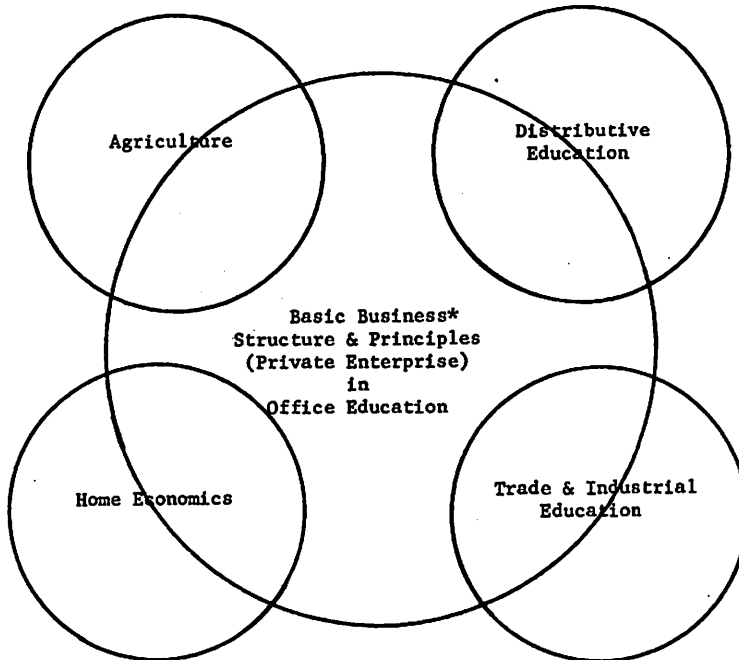 Agriculture
Distributive
Education
Basic Business*
Structure & Principles
(Private Enterprise)
in
Office Education
Home Economics
Trade & Industrial
Education